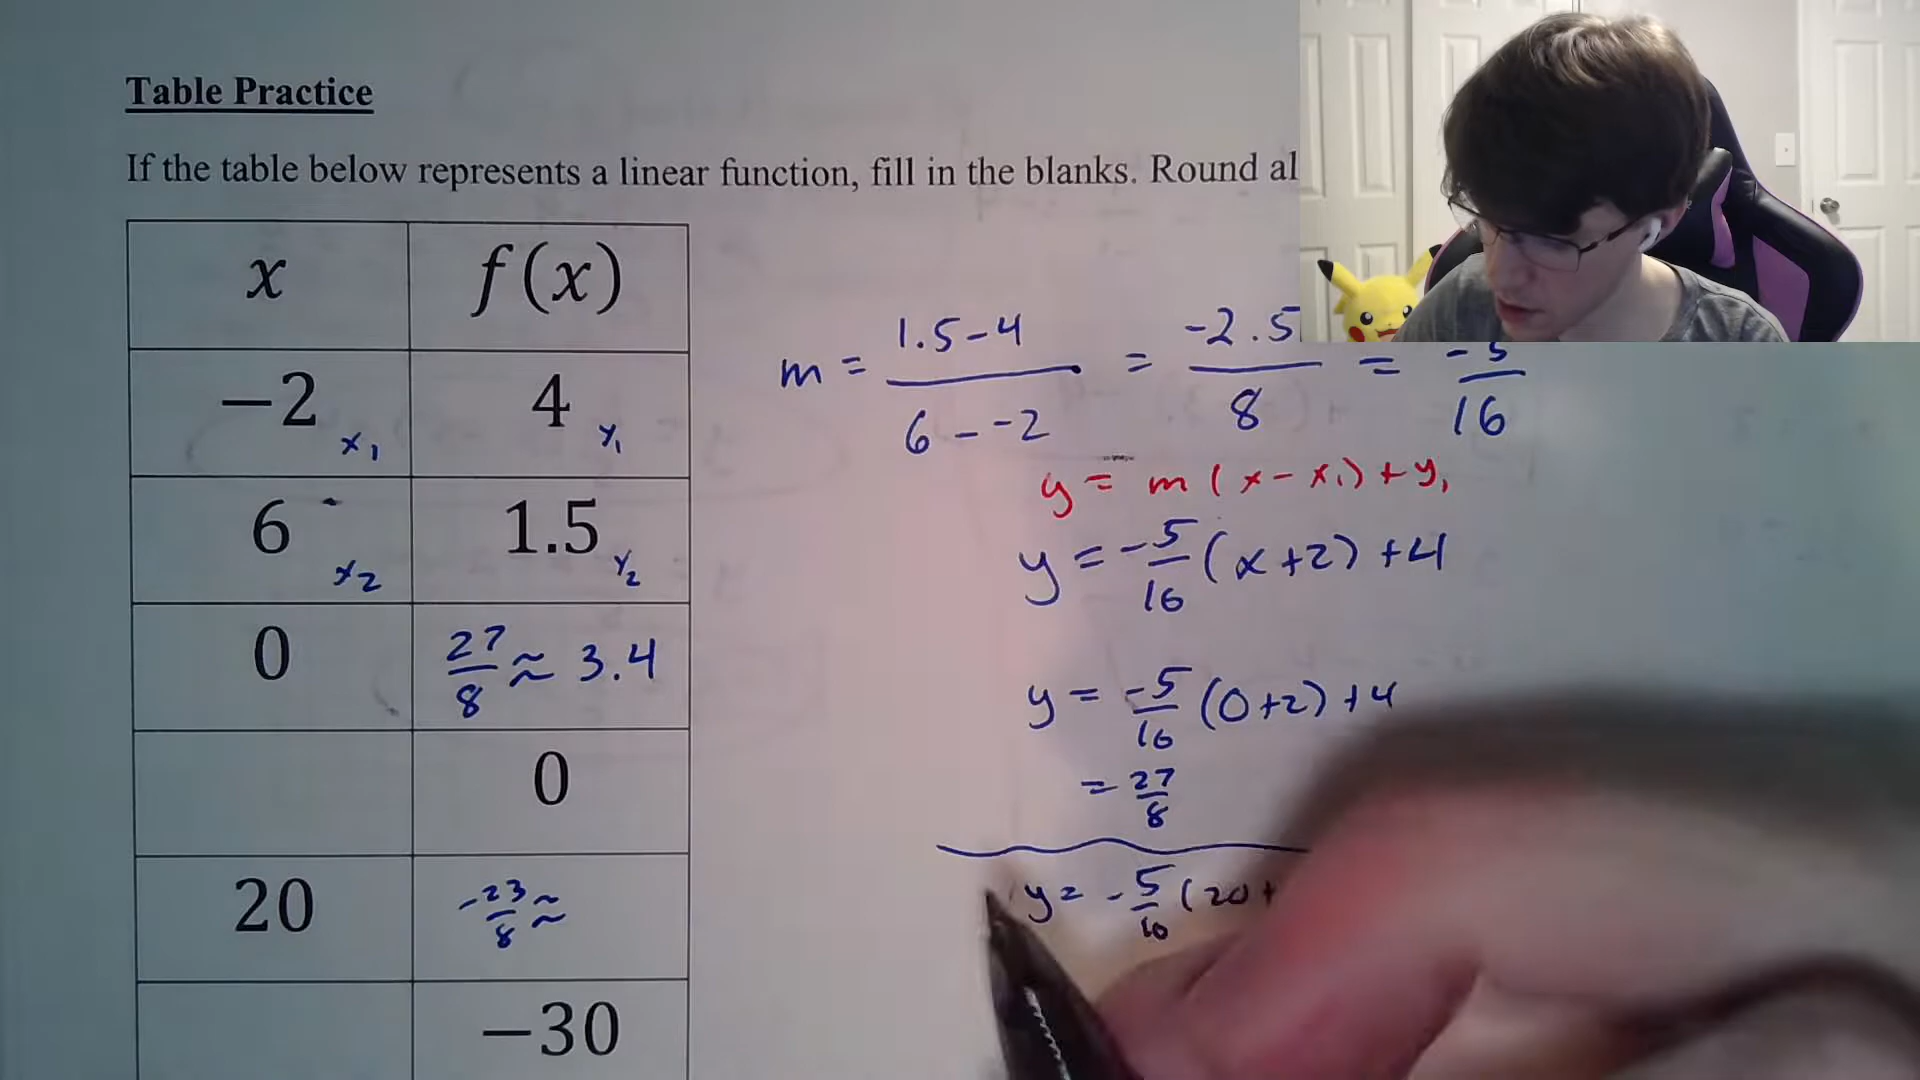 Table Practice
If the table below represents a linear function, fill in the blanks. Round al
x f(x)
−2 x₁ 4 y₁
6 x₂ 1.5 y₂
0 27/8 ≈ 3.4
0
20 -23/8 ≈
−30
m = (1.5-4)/(6--2) = -2.5/8 = -5/16
y = m(x-x₁)+y₁
y = -5/16 (x+2)+4
y = -5/16 (0+2)+4
= 27/8
y = -5/16 (20+